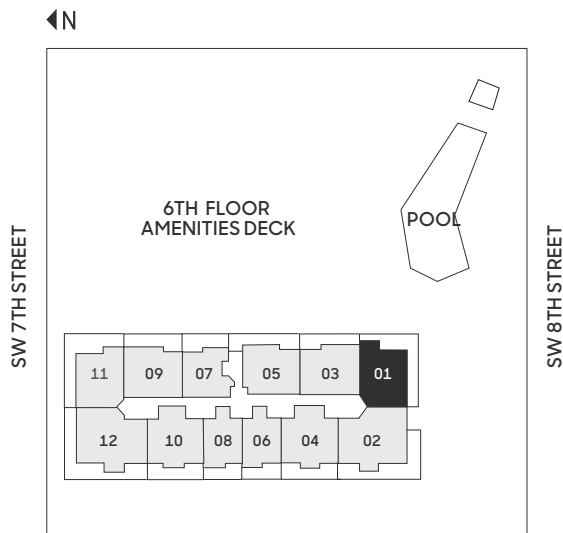 N
6TH FLOOR
AMENITIES DECK
POOL
SW 7TH STREET
SW 8TH STREET
11 09 07 05 03 01
12 10 08 06 04 02